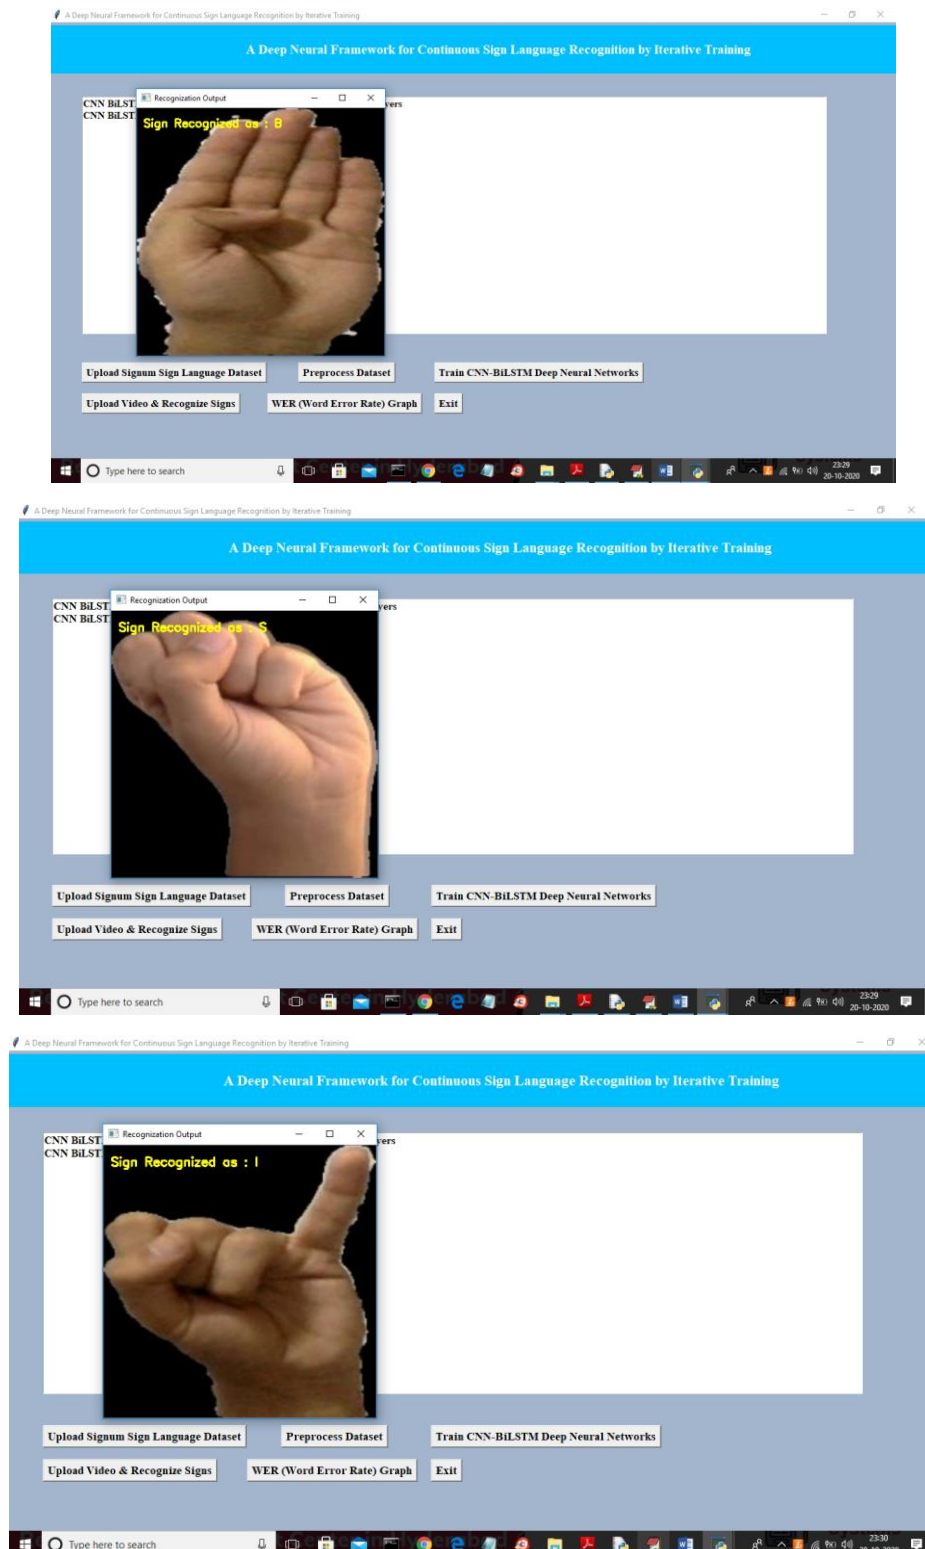 A Deep Neural Framework for Continuous Sign Language Recognition by Iterative Training
A Deep Neural Framework for Continuous Sign Language Recognition by Iterative Training
CNN BiLST
Recognization Output
yers
CNN BiLST
Sign Recognized as : B
Upload Signum Sign Language Dataset
Preprocess Dataset
Train CNN-BiLSTM Deep Neural Networks
Upload Video & Recognize Signs
WER (Word Error Rate) Graph
Exit
Type here to search
23:29
20-10-2020
A Deep Neural Framework for Continuous Sign Language Recognition by Iterative Training
A Deep Neural Framework for Continuous Sign Language Recognition by Iterative Training
CNN BiLST
Recognization Output
yers
CNN BiLST
Sign Recognized as : S
Upload Signum Sign Language Dataset
Preprocess Dataset
Train CNN-BiLSTM Deep Neural Networks
Upload Video & Recognize Signs
WER (Word Error Rate) Graph
Exit
Type here to search
23:29
20-10-2020
A Deep Neural Framework for Continuous Sign Language Recognition by Iterative Training
A Deep Neural Framework for Continuous Sign Language Recognition by Iterative Training
CNN BiLST
Recognization Output
yers
CNN BiLST
Sign Recognized as : I
Upload Signum Sign Language Dataset
Preprocess Dataset
Train CNN-BiLSTM Deep Neural Networks
Upload Video & Recognize Signs
WER (Word Error Rate) Graph
Exit
Type here to search
23:30